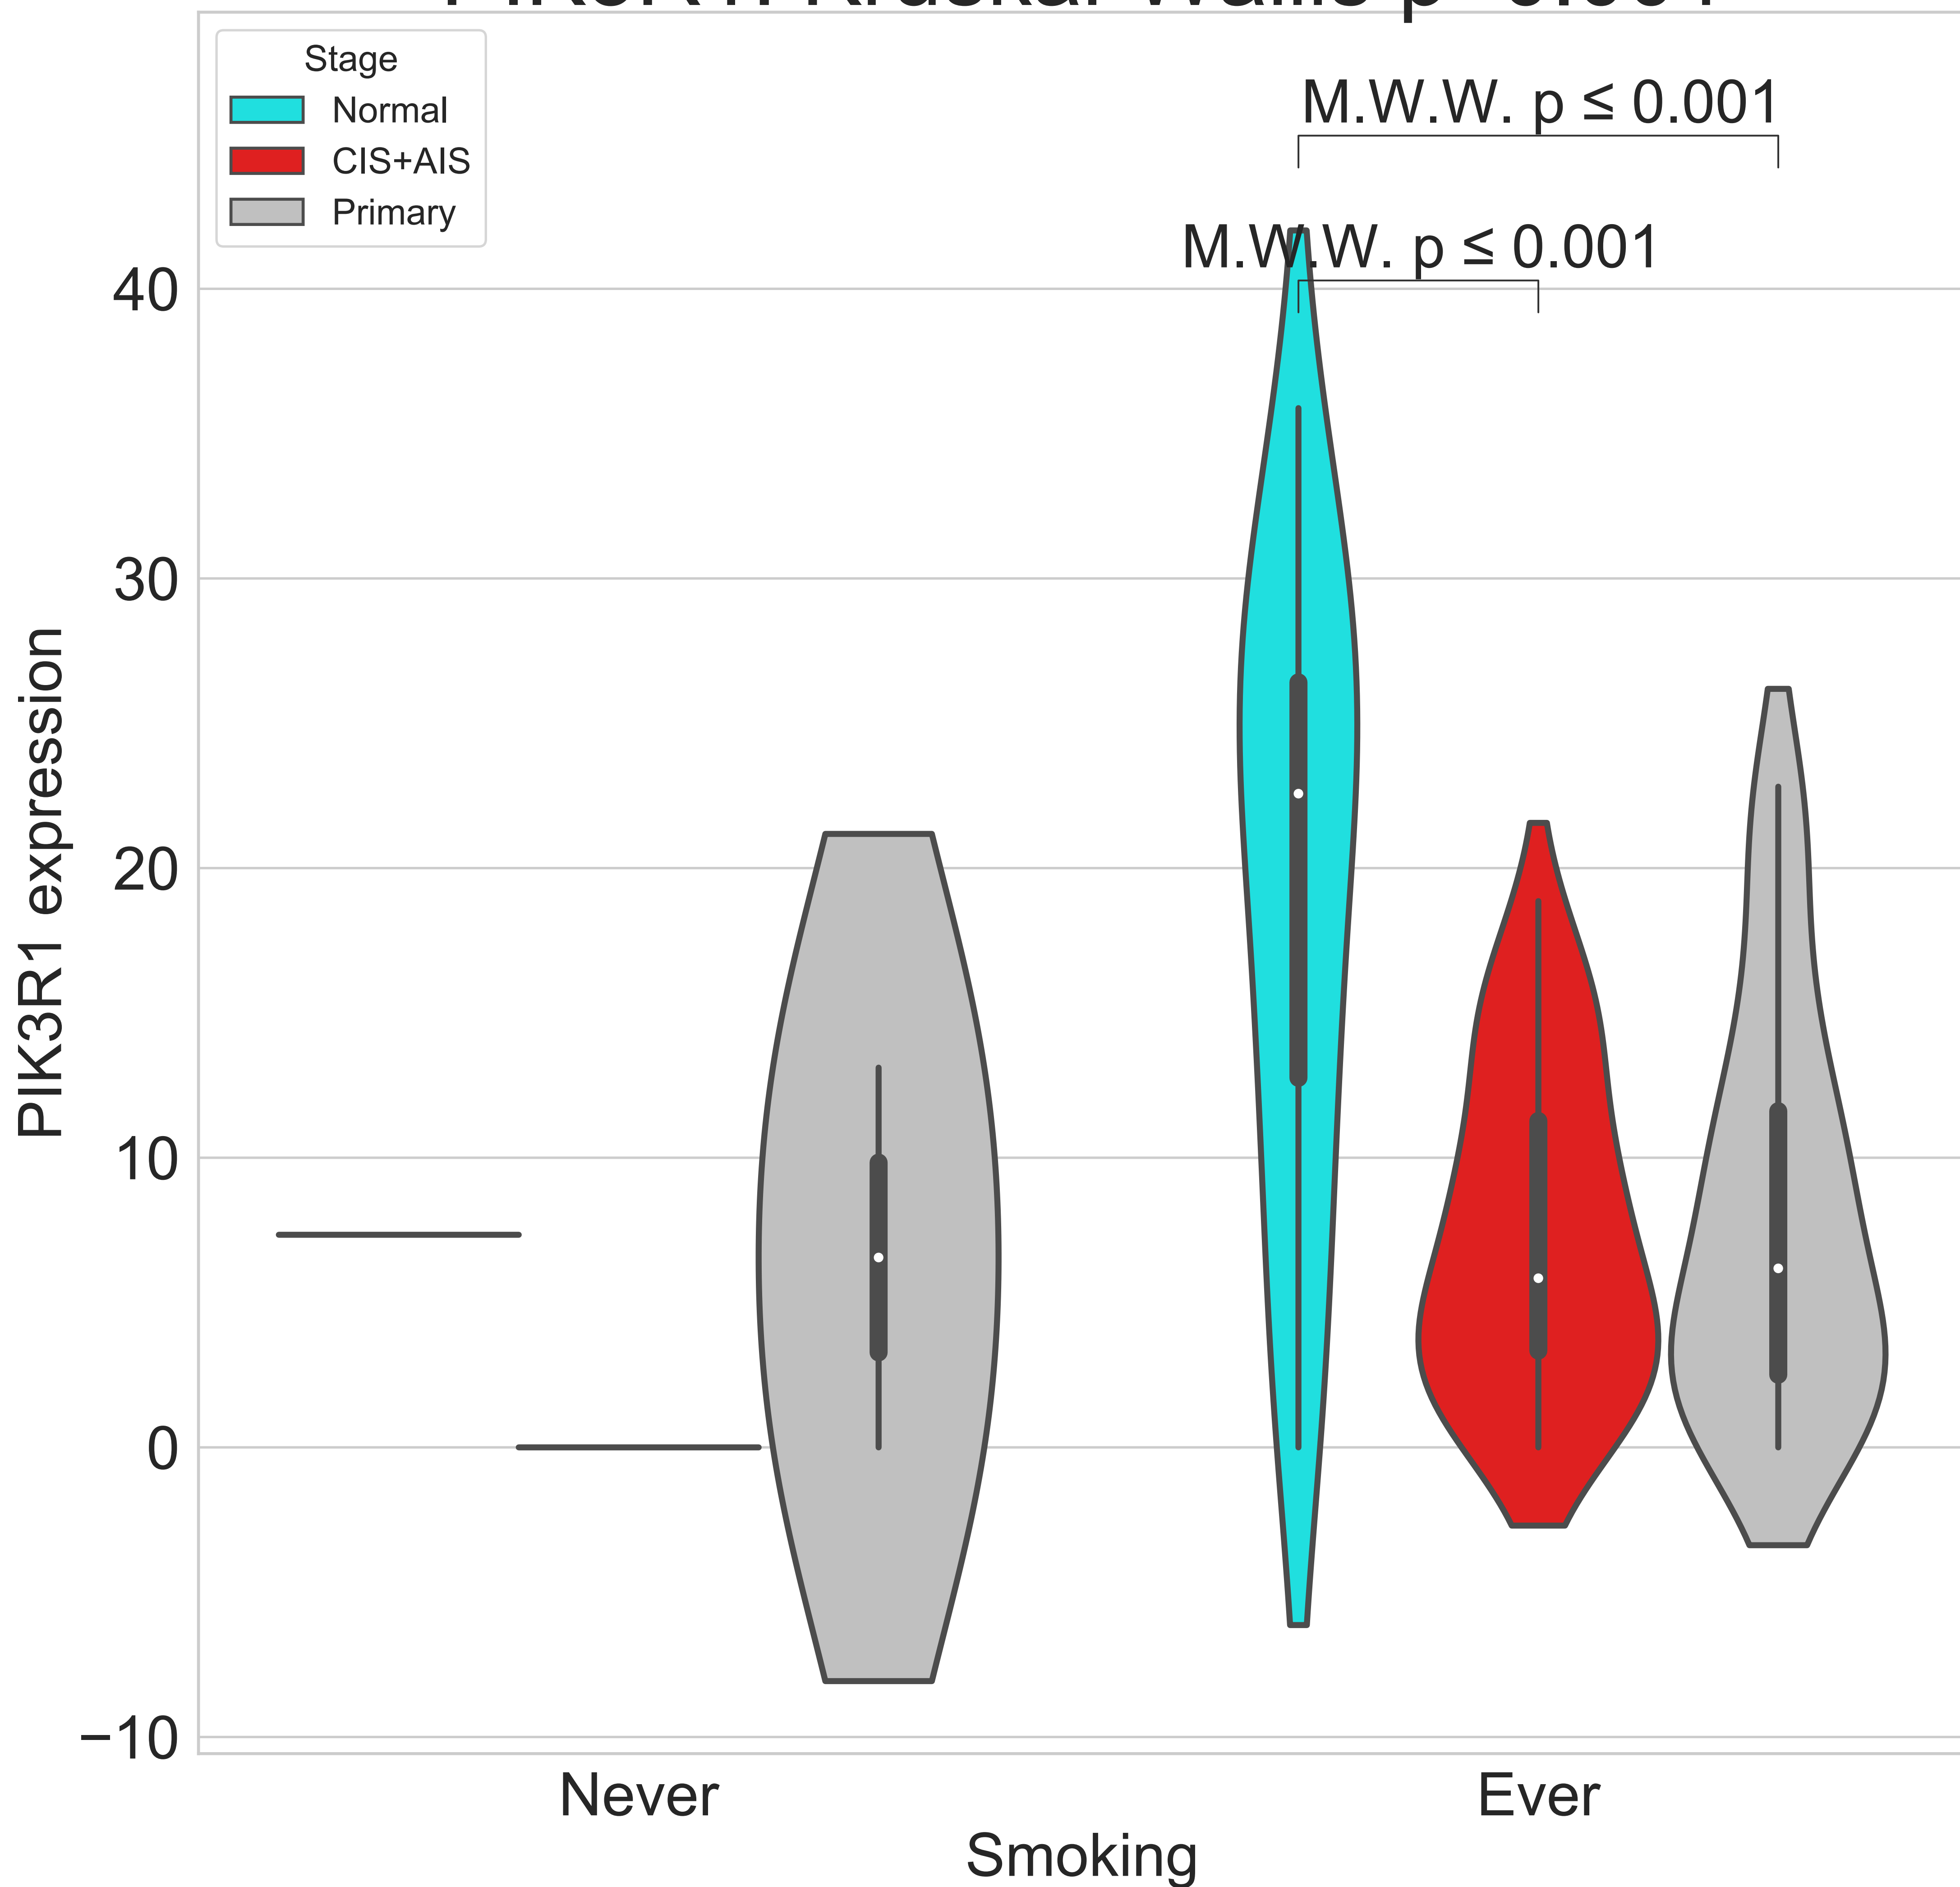 Stage
Normal
CIS+AIS
Primary
M.W.W. p ≤ 0.001
M.W.W. p ≤ 0.001
40
30
20
10
0
−10
PIK3R1 expression
Never
Ever
Smoking